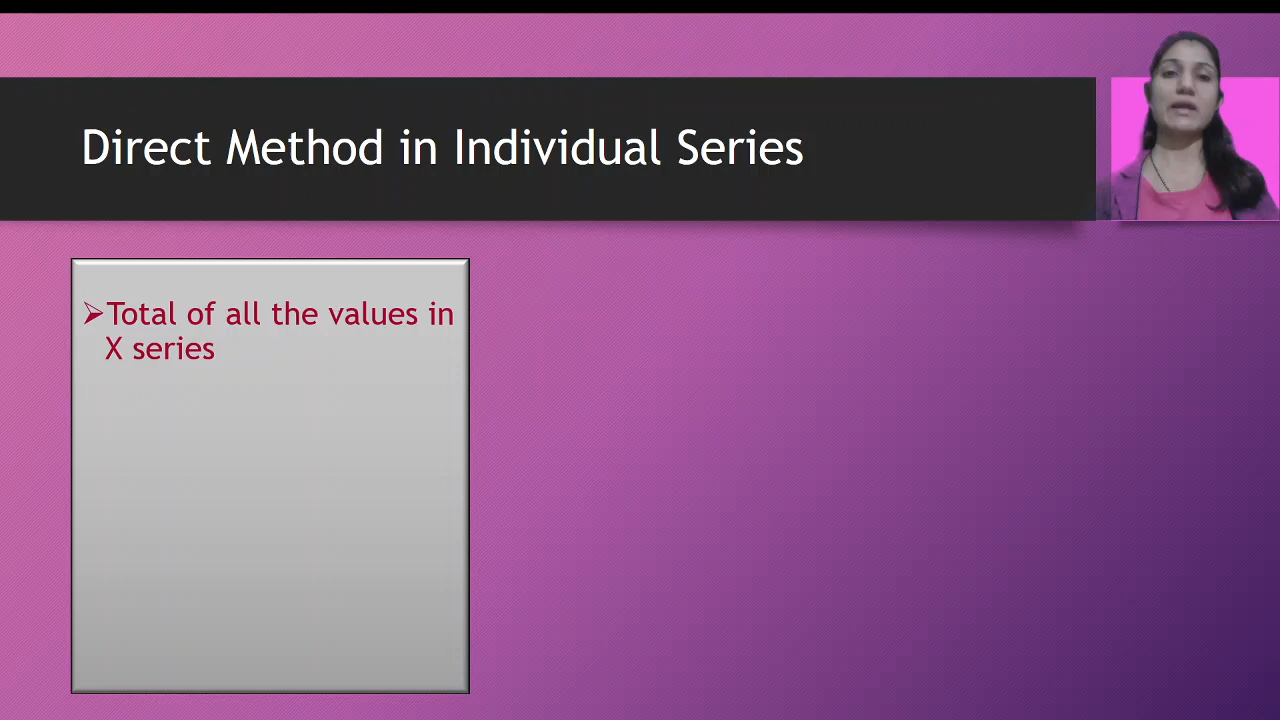 Direct Method in Individual Series
➢Total of all the values in
X series